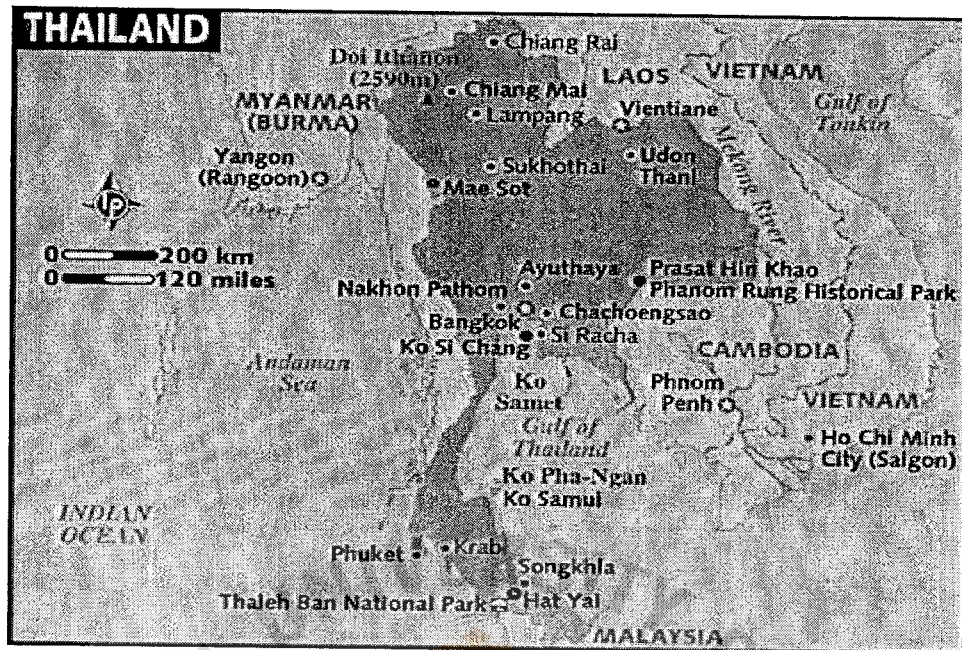 THAILAND
Chiang Rai
Doi Inthanon
(2590m)
LAOS
VIETNAM
Chiang Mai
MYANMAR
(BURMA)
Lampang
Vientiane
Gulf of
Tonkin
Yangon
(Rangoon)
Sukhothai
Udon
Thani
Mae Sot
Mekong River
0 200 km
0 120 miles
Ayuthaya
Prasat Hin Khao
Phanom Rung Historical Park
Nakhon Pathom
Bangkok
Chachoengsao
Ko Si Chang
Si Racha
CAMBODIA
Andaman
Sea
Ko
Samet
Phnom
Penh
VIETNAM
Gulf of
Thailand
Ho Chi Minh
City (Saigon)
Ko Pha-Ngan
Ko Samui
INDIAN
OCEAN
Phuket
Krabi
Songkhla
Thaleh Ban National Park
Hat Yai
MALAYSIA